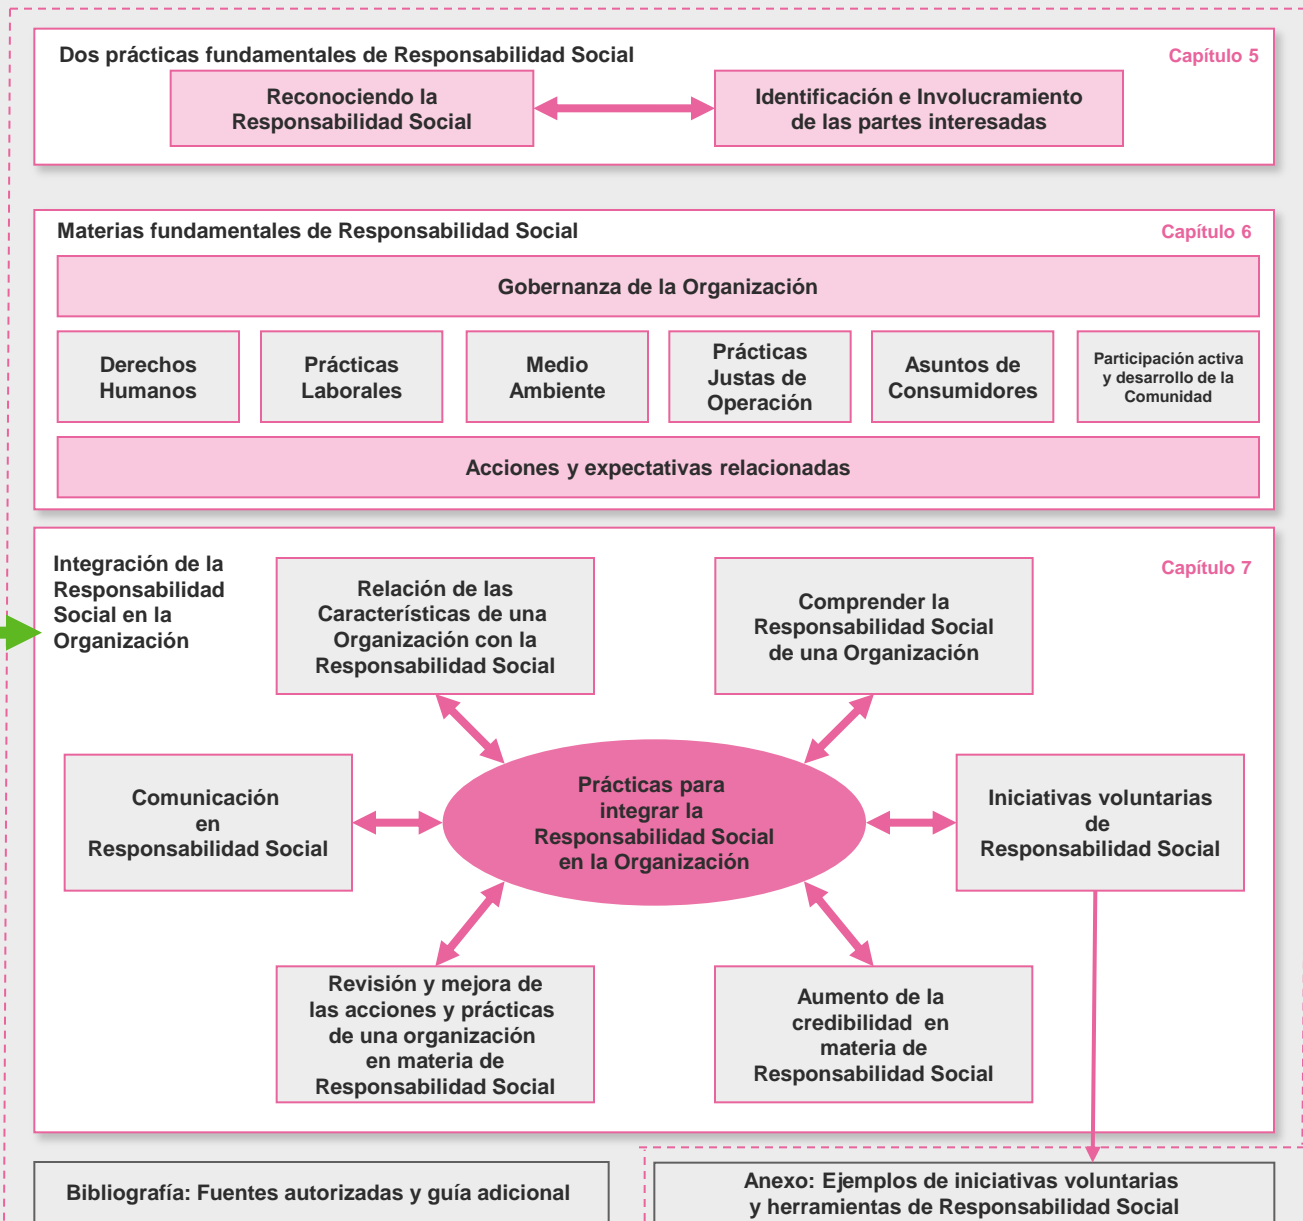 Dos prácticas fundamentales de Responsabilidad Social
Capítulo 5
Reconociendo la
Responsabilidad Social
Identificación e Involucramiento
de las partes interesadas
Materias fundamentales de Responsabilidad Social
Capítulo 6
Gobernanza de la Organización
Derechos
Humanos
Prácticas
Laborales
Medio
Ambiente
Prácticas
Justas de
Operación
Asuntos de
Consumidores
Participación activa
y desarrollo de la
Comunidad
Acciones y expectativas relacionadas
Integración de la
Responsabilidad
Social en la
Organización
Capítulo 7
Relación de las
Características de una
Organización con la
Responsabilidad Social
Comprender la
Responsabilidad Social
de una Organización
Comunicación
en
Responsabilidad Social
Prácticas para
integrar la
Responsabilidad Social
en la Organización
Iniciativas voluntarias
de
Responsabilidad Social
Revisión y mejora de
las acciones y prácticas
de una organización
en materia de
Responsabilidad Social
Aumento de la
credibilidad en
materia de
Responsabilidad Social
Bibliografía: Fuentes autorizadas y guía adicional
Anexo: Ejemplos de iniciativas voluntarias
y herramientas de Responsabilidad Social